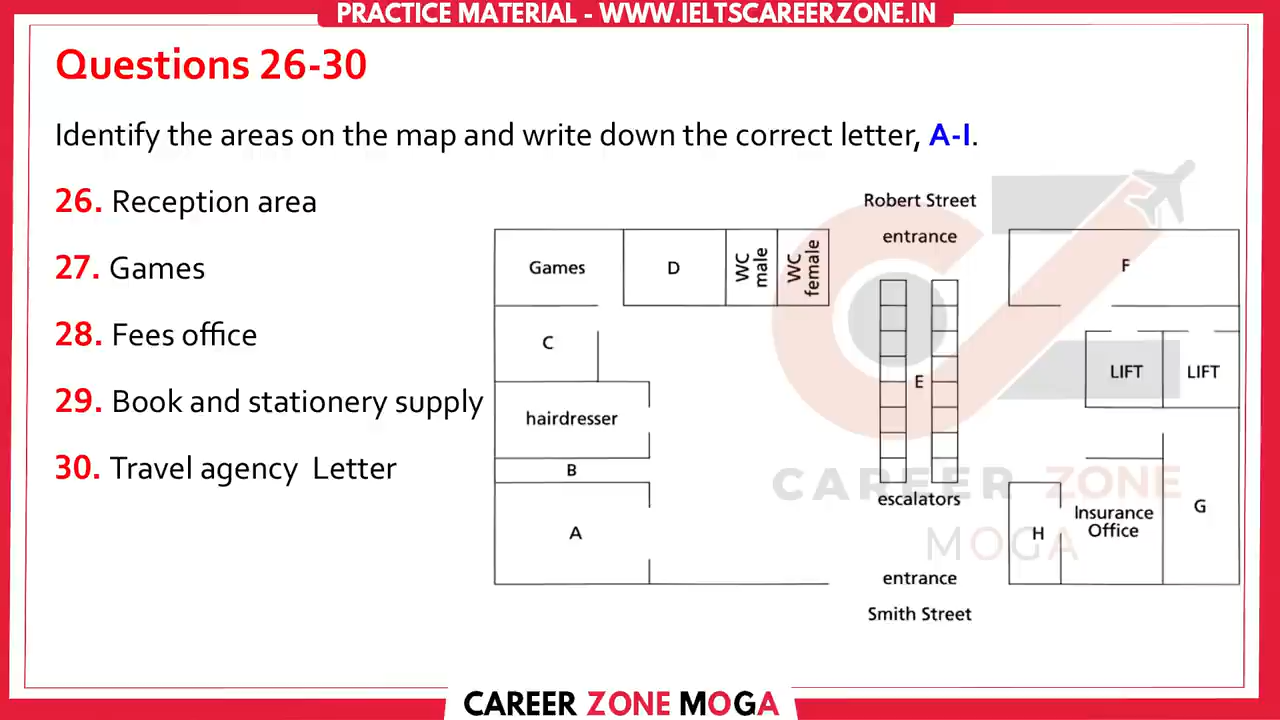 PRACTICE MATERIAL - WWW.IELTSCAREERZONE.IN
Questions 26-30
Identify the areas on the map and write down the correct letter, A-I.
26. Reception area
27. Games
28. Fees office
29. Book and stationery supply
30. Travel agency Letter
Robert Street
entrance
Games
D
WC male
WC female
F
C
E
LIFT
LIFT
hairdresser
B
escalators
A
H
Insurance
Office
G
entrance
Smith Street
CAREER ZONE
MOGA
CAREER ZONE MOGA